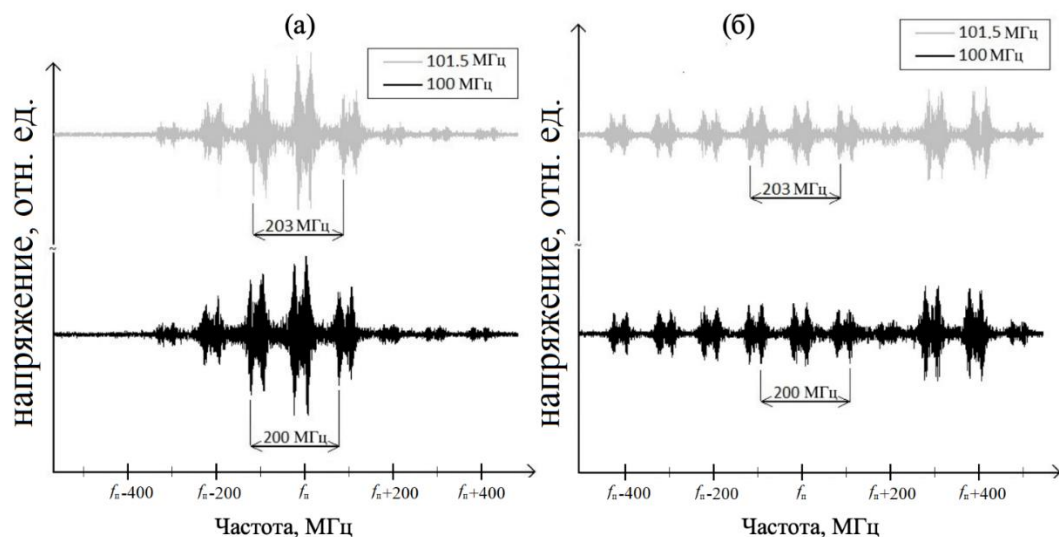 (а)
101.5 МГц
100 МГц
напряжение, отн. ед.
203 МГц
≈
200 МГц
fп-400
fп-200
fп
fп+200
fп+400
Частота, МГц
(б)
101.5 МГц
100 МГц
напряжение, отн. ед.
203 МГц
≈
200 МГц
fп-400
fп-200
fп
fп+200
fп+400
Частота, МГц